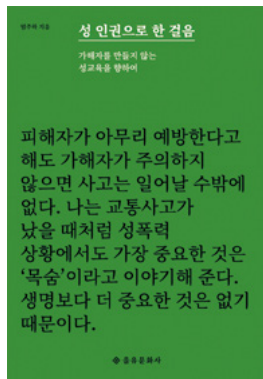 엄주하 지음
성 인권으로 한 걸음
가해자를 만들지 않는
성교육을 향하여
피해자가 아무리 예방한다고
해도 가해자가 주의하지
않으면 사고는 일어날 수밖에
없다. 나는 교통사고가
났을 때처럼 성폭력
상황에서도 가장 중요한 것은
‘목숨’이라고 이야기해 준다.
생명보다 더 중요한 것은 없기
때문이다.
을유문화사